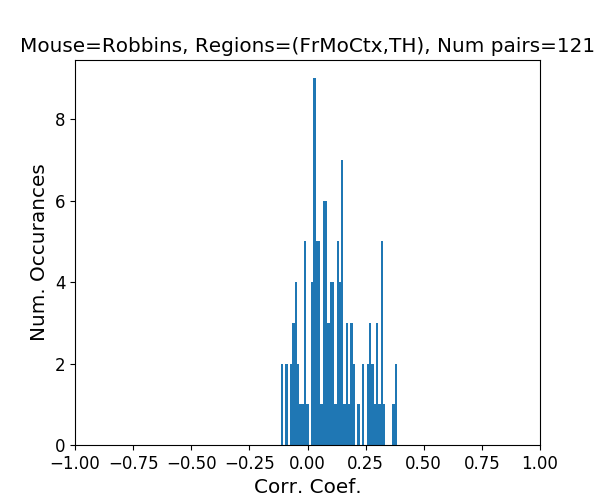 Mouse=Robbins, Regions=(FrMoCtx,TH), Num pairs=121
8
6
4
2
0
Num. Occurances
−1.00 −0.75 −0.50 −0.25 0.00 0.25 0.50 0.75 1.00
Corr. Coef.